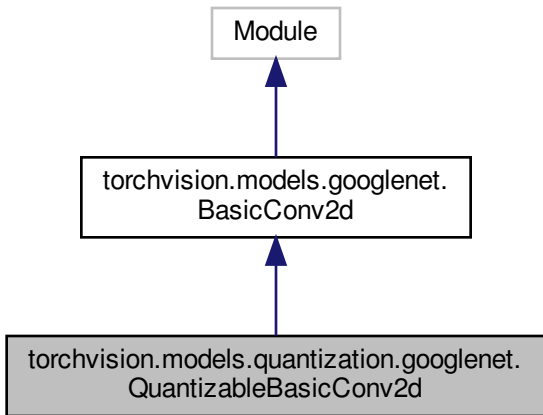 Module
torchvision.models.googlenet.
BasicConv2d
torchvision.models.quantization.googlenet.
QuantizableBasicConv2d